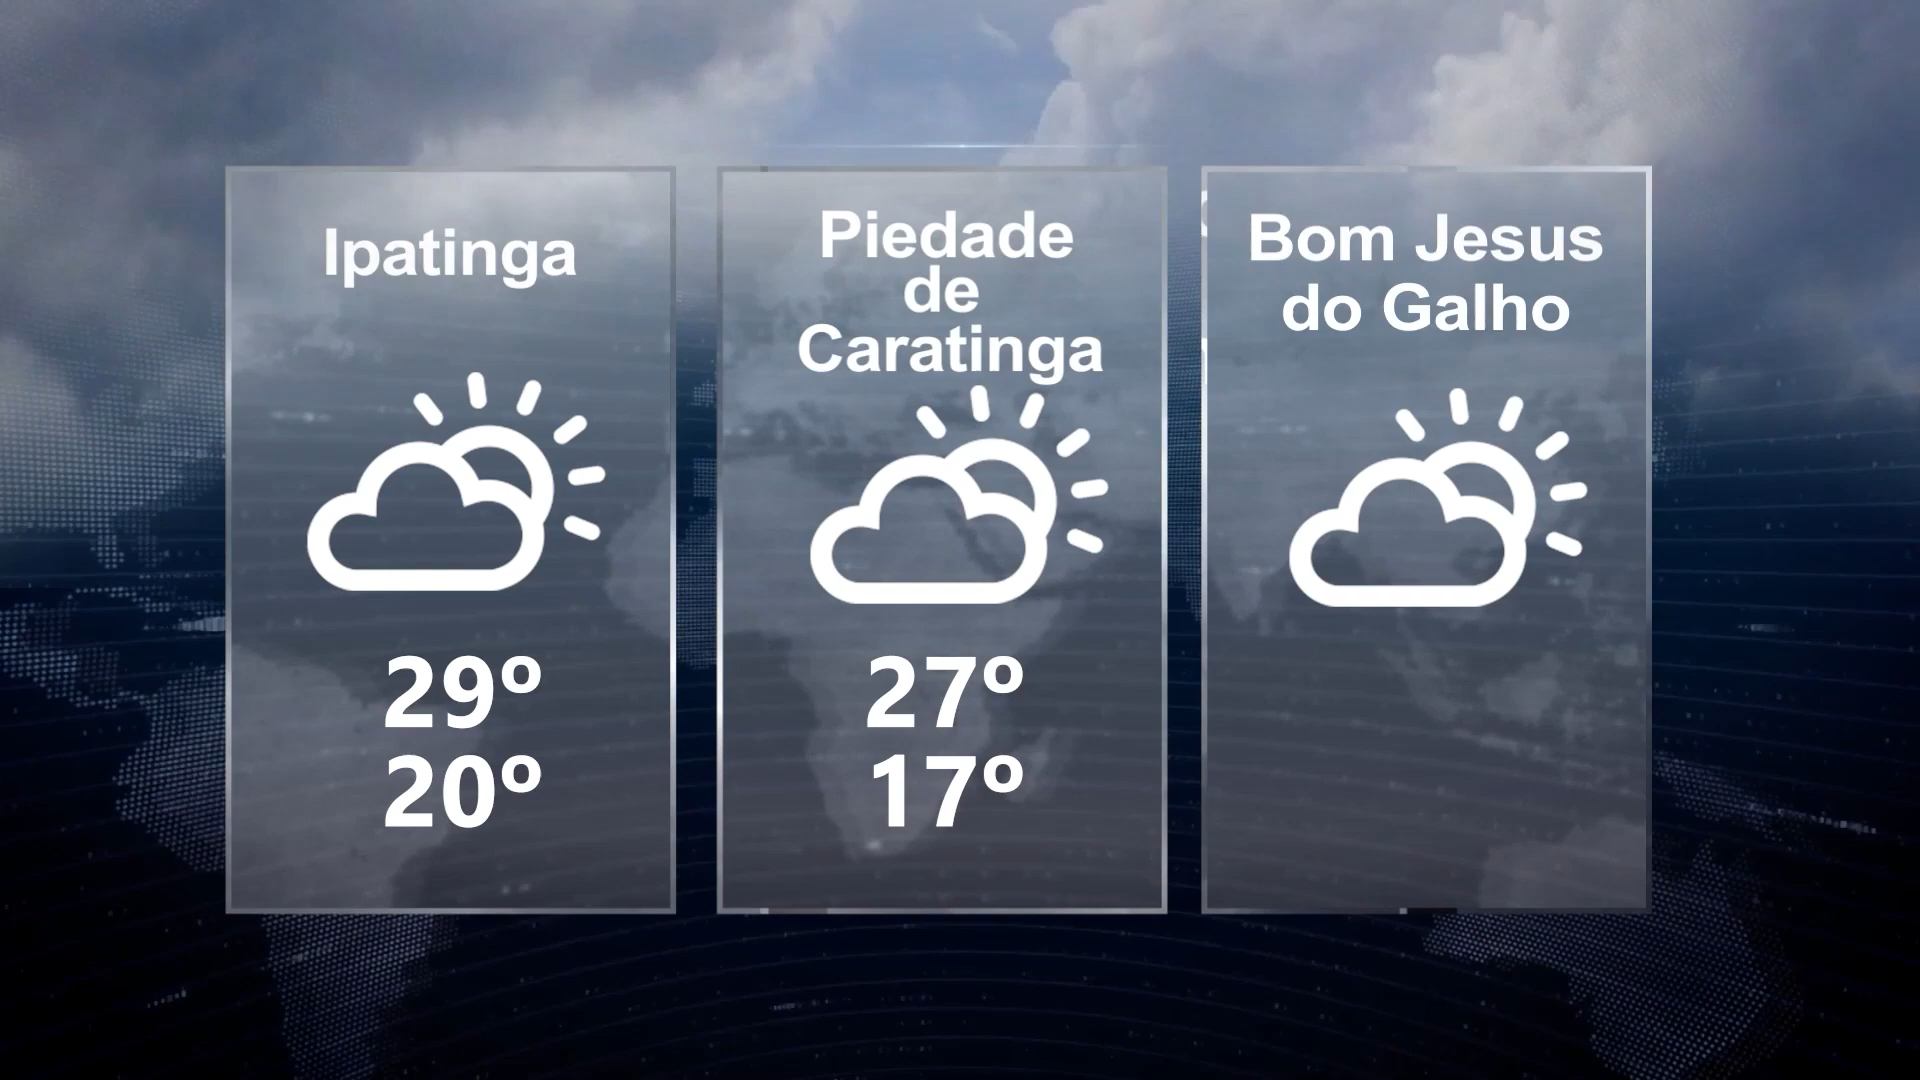 Ipatinga
29º
20º
Piedade
de
Caratinga
27º
17º
Bom Jesus
do Galho